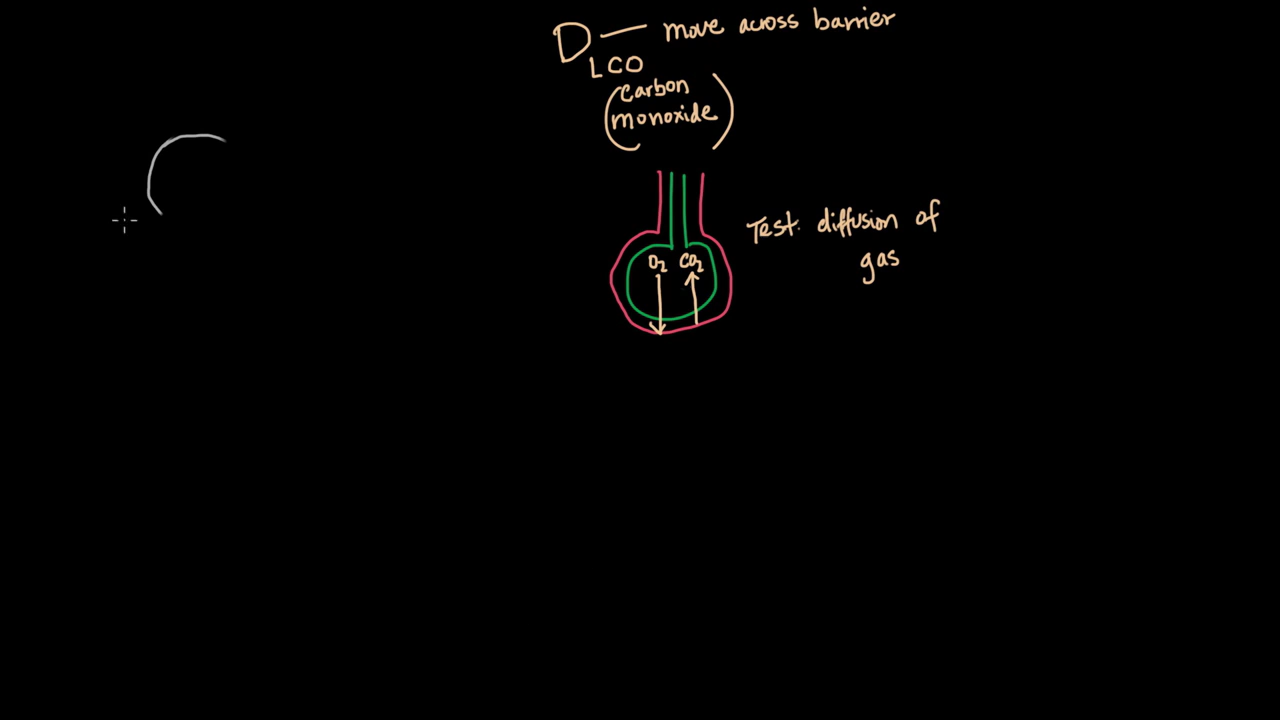 D — move across barrier
LCO
(carbon
monoxide)
Test: diffusion of
gas
O₂ CO₂